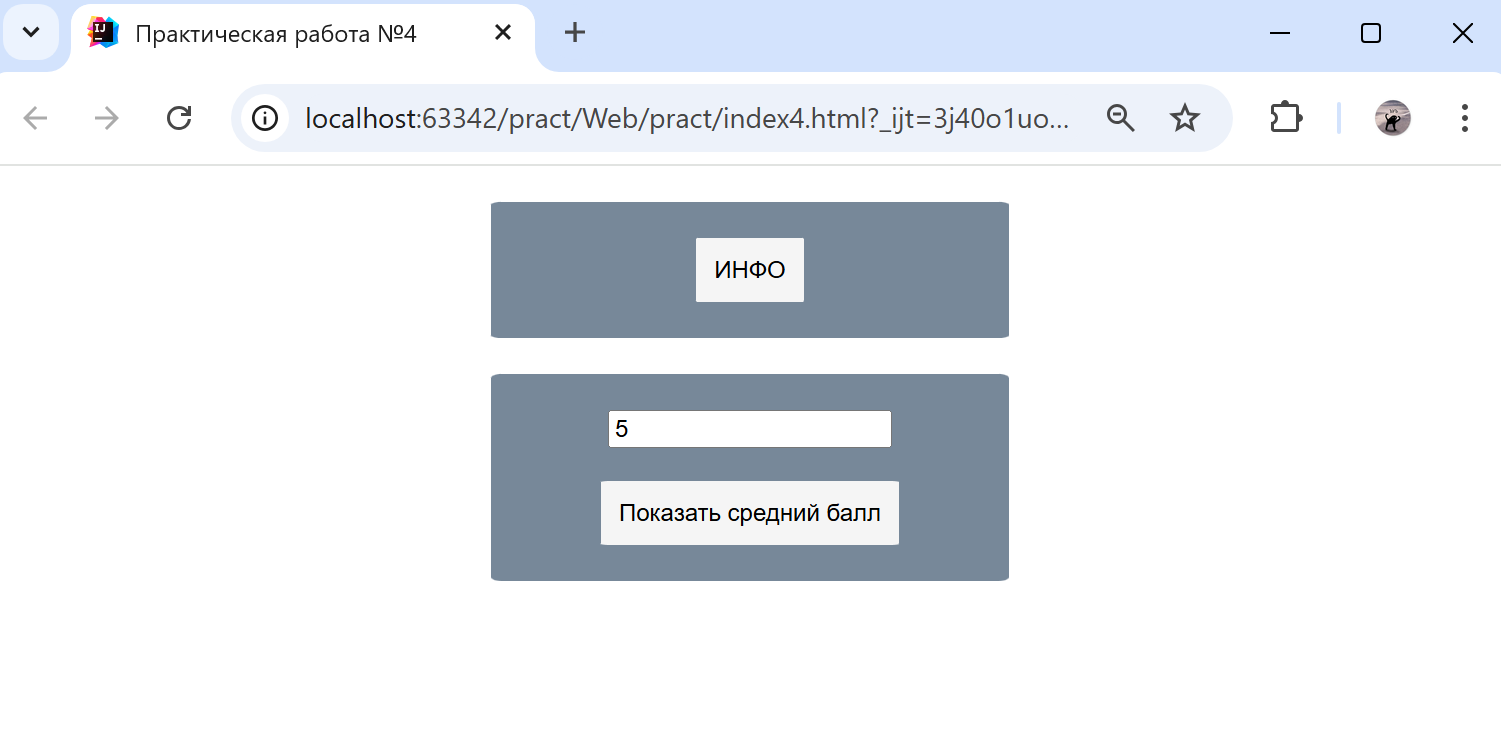 Практическая работа №4
localhost:63342/pract/Web/pract/index4.html?_ijt=3j40o1uo...
ИНФО
5
Показать средний балл